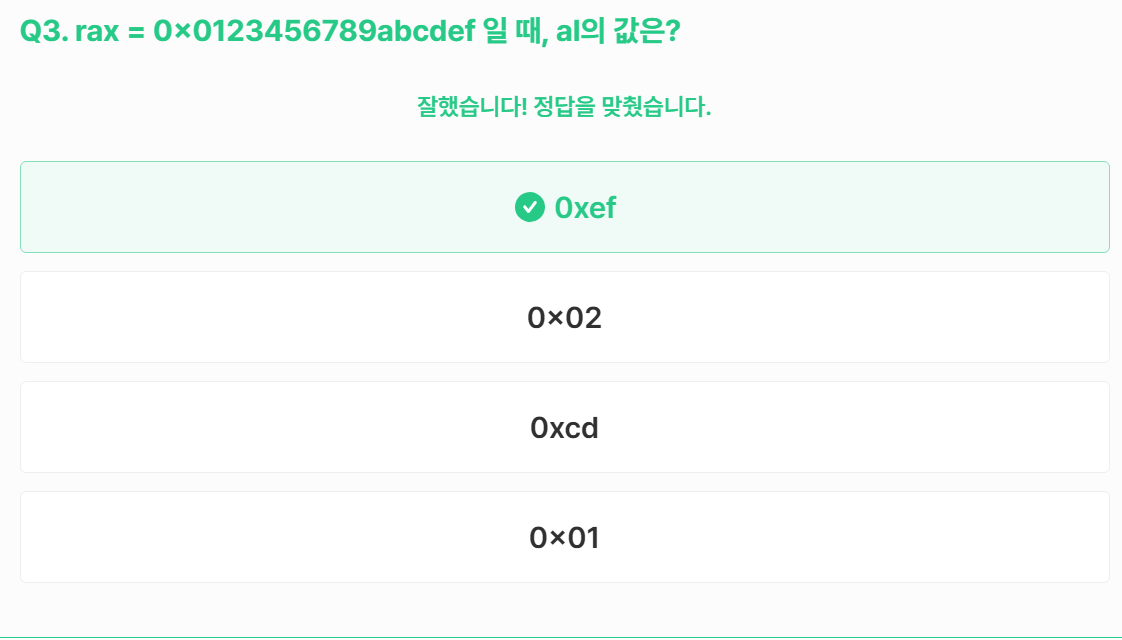 Q3. rax = 0×0123456789abcdef 일 때, al의 값은?
잘했습니다! 정답을 맞췄습니다.
0xef
0×02
0xcd
0×01